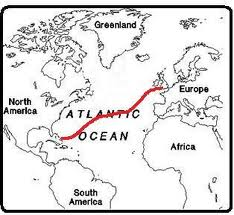 Greenland
North
America
Europe
ATLANTIC
OCEAN
Africa
South
America